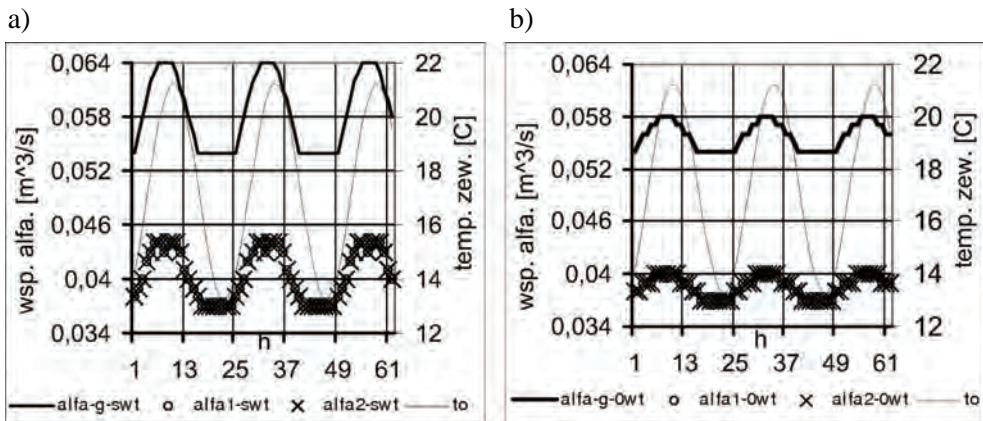 a)
0,064
0,058
0,052
0,046
0,04
0,034
wsp. alfa. [m^3/s]
22
20
18
16
14
12
temp. zew. [C]
h
1 13 25 37 49 61
alfa-g-swt alfa1-swt alfa2-swt to
b)
0,064
0,058
0,052
0,046
0,04
0,034
wsp. alfa. [m^3/s]
22
20
18
16
14
12
temp. zew. [C]
h
1 13 25 37 49 61
alfa-g-0wt alfa1-0wt alfa2-0wt to